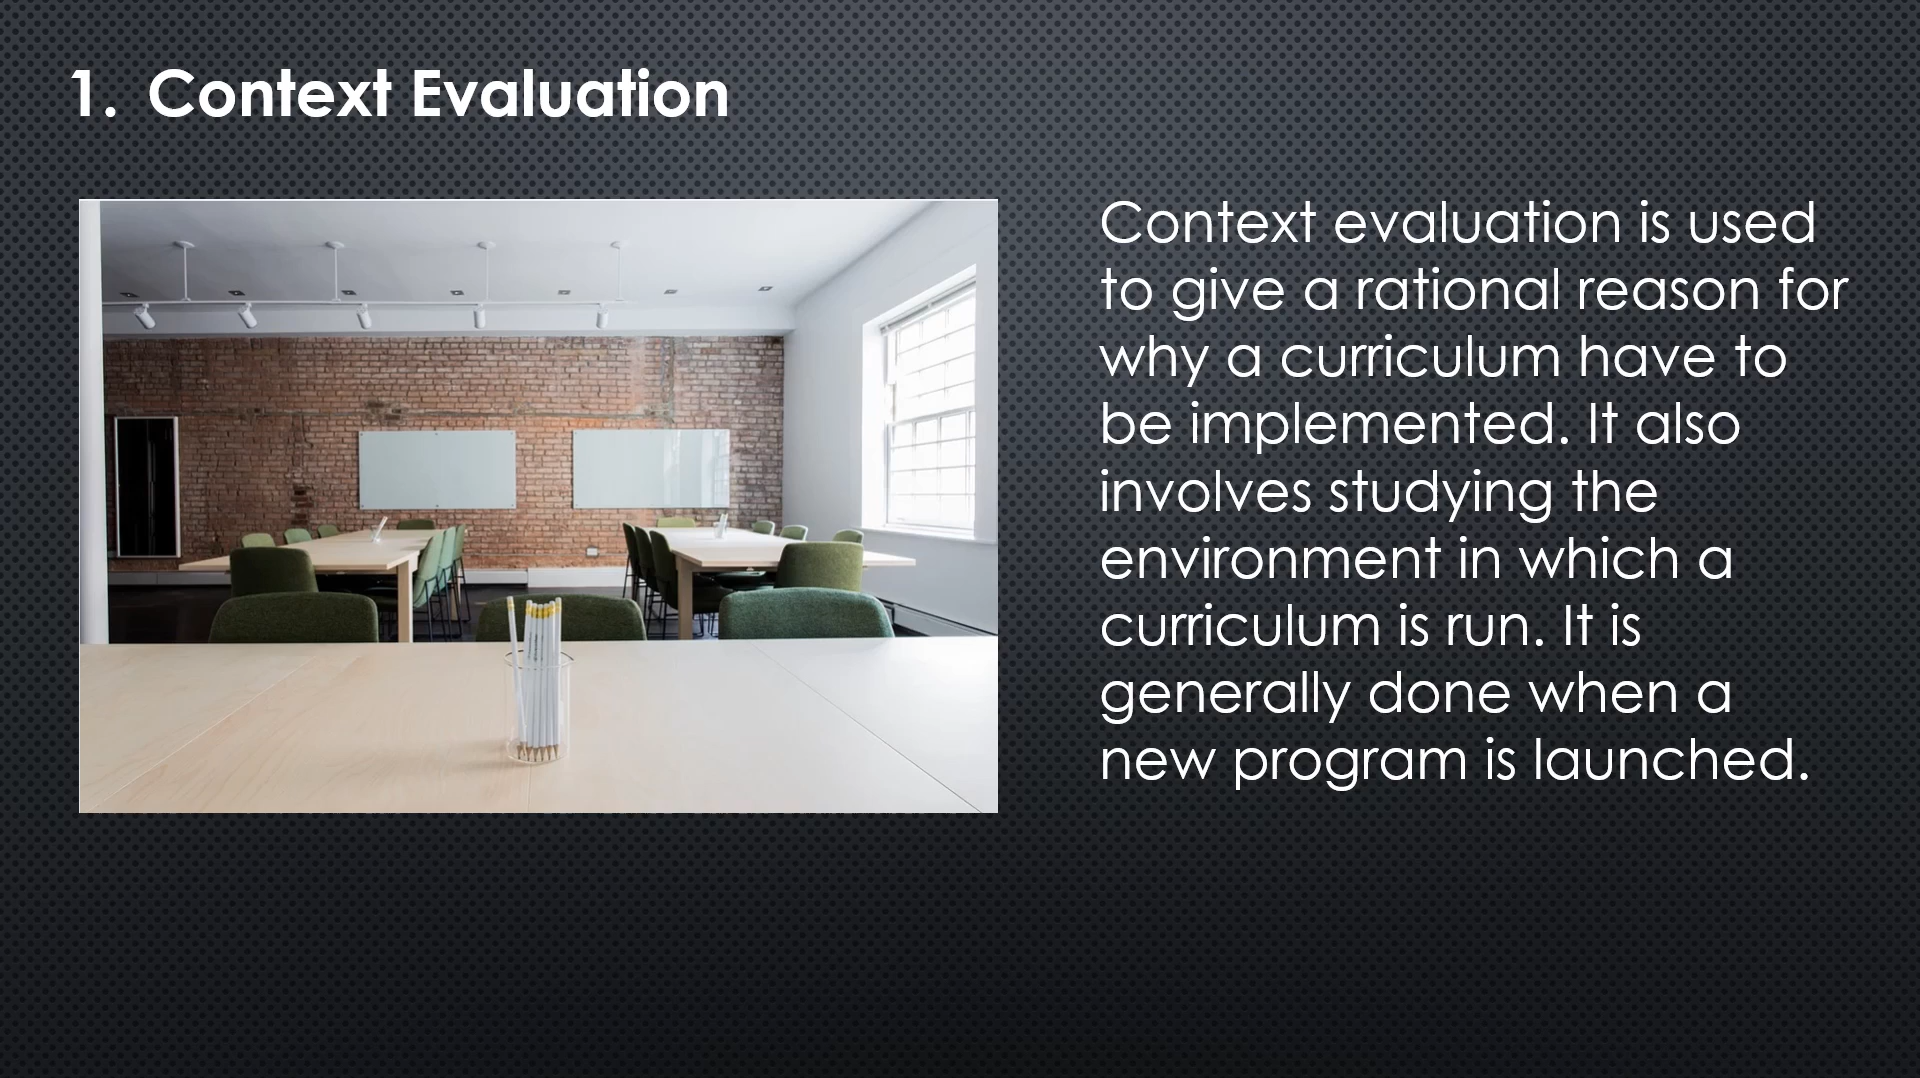 1. Context Evaluation
Context evaluation is used
to give a rational reason for
why a curriculum have to
be implemented. It also
involves studying the
environment in which a
curriculum is run. It is
generally done when a
new program is launched.